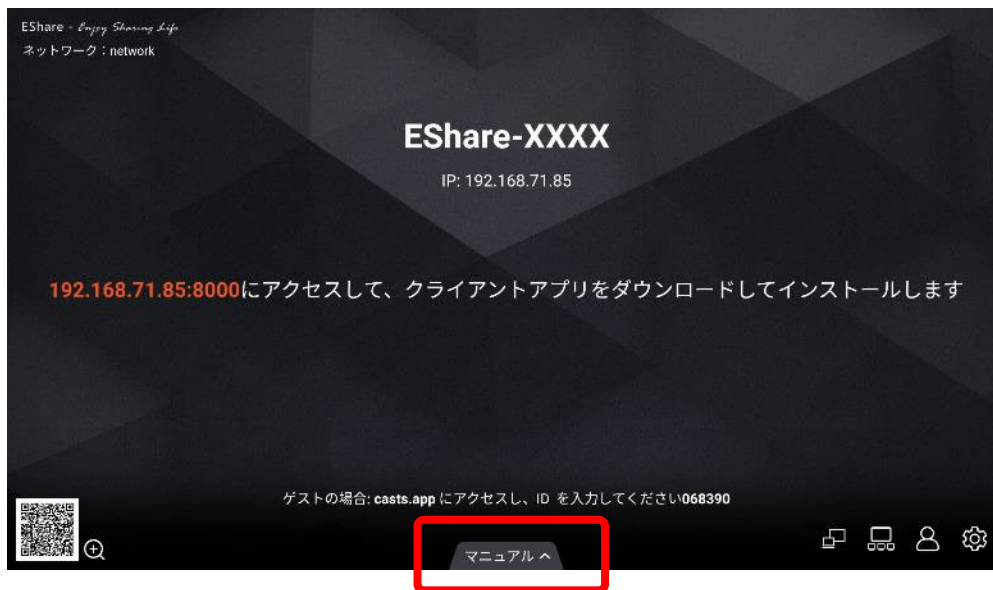 EShare - Enjoy Sharing Life
ネットワーク：network
EShare-XXXX
IP: 192.168.71.85
192.168.71.85:8000にアクセスして、クライアントアプリをダウンロードしてインストールします
ゲストの場合: casts.app にアクセスし、ID を入力してください068390
マニュアル